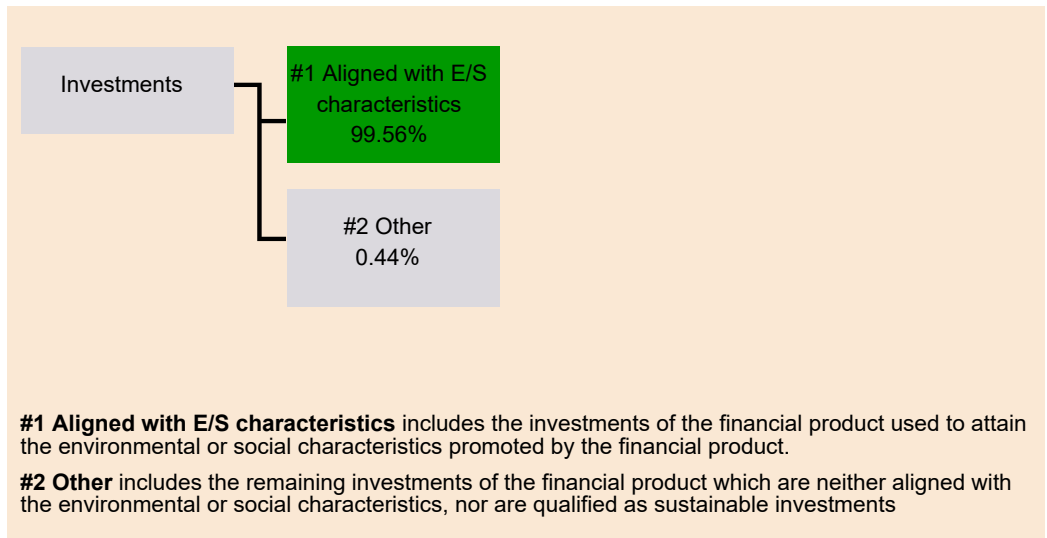 Investments
#1 Aligned with E/S
characteristics
99.56%
#2 Other
0.44%
#1 Aligned with E/S characteristics includes the investments of the financial product used to attain
the environmental or social characteristics promoted by the financial product.
#2 Other includes the remaining investments of the financial product which are neither aligned with
the environmental or social characteristics, nor are qualified as sustainable investments